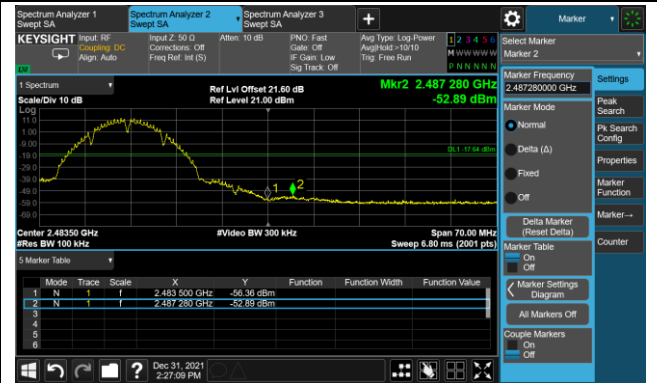 Spectrum Analyzer 1
Swept SA
Spectrum Analyzer 2
Swept SA
Spectrum Analyzer 3
Swept SA
+
Marker
KEYSIGHT
Input: RF
Coupling: DC
Align: Auto
Input Z: 50 Ω
Corrections: Off
Freq Ref: Int (S)
Atten: 10 dB
PNO: Fast
Gate: Off
IF Gain: Low
Sig Track: Off
Avg Type: Log-Power
Avg|Hold:>10/10
Trig: Free Run
1 2 3 4 5 6
M W W W W W
P N N N N N
Select Marker
Marker 2
1 Spectrum
Scale/Div 10 dB
Ref Lvl Offset 21.60 dB
Ref Level 21.00 dBm
Mkr2 2.487 280 GHz
-52.89 dBm
Log
11.0
1.00
-9.00
-19.0
-29.0
-39.0
-49.0
-59.0
-69.0
DL1 -17.64 dBm
1
2
Center 2.48350 GHz
#Res BW 100 kHz
#Video BW 300 kHz
Span 70.00 MHz
Sweep 6.80 ms (2001 pts)
5 Marker Table
Mode Trace Scale X Y Function Function Width Function Value
1 N 1 f 2.483 500 GHz -56.36 dBm
2 N 1 f 2.487 280 GHz -52.89 dBm
3
4
5
6
Marker Frequency
2.487280000 GHz
Marker Mode
Normal
Delta (Δ)
Fixed
Off
Delta Marker
(Reset Delta)
Marker Table
On
Off
Marker Settings
Diagram
All Markers Off
Couple Markers
On
Off
Settings
Peak
Search
Pk Search
Config
Properties
Marker
Function
Marker→
Counter
?
Dec 31, 2021
2:27:09 PM